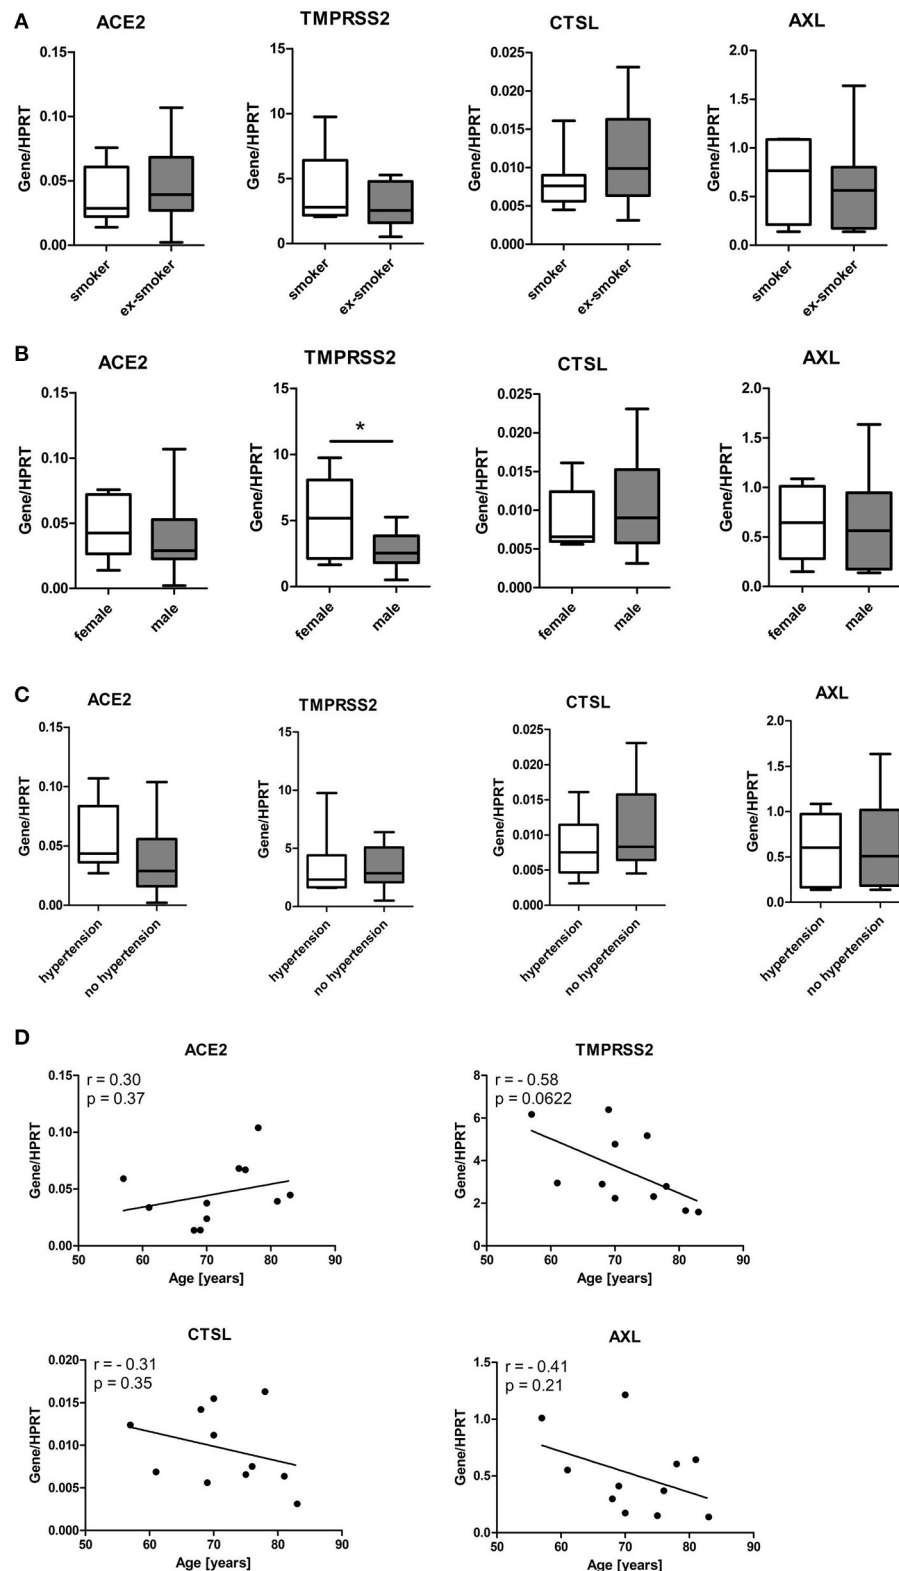 A
ACE2
TMPRSS2
CTSL
AXL
Gene/HPRT
0.15
0.10
0.05
0.00
smoker
ex-smoker
Gene/HPRT
15
10
5
0
smoker
ex-smoker
Gene/HPRT
0.025
0.020
0.015
0.010
0.005
0.000
smoker
ex-smoker
Gene/HPRT
2.0
1.5
1.0
0.5
0.0
smoker
ex-smoker
B
ACE2
TMPRSS2
CTSL
AXL
Gene/HPRT
0.15
0.10
0.05
0.00
female
male
Gene/HPRT
15
10
5
0
*
female
male
Gene/HPRT
0.025
0.020
0.015
0.010
0.005
0.000
female
male
Gene/HPRT
2.0
1.5
1.0
0.5
0.0
female
male
C
ACE2
TMPRSS2
CTSL
AXL
Gene/HPRT
0.15
0.10
0.05
0.00
hypertension
no hypertension
Gene/HPRT
15
10
5
0
hypertension
no hypertension
Gene/HPRT
0.025
0.020
0.015
0.010
0.005
0.000
hypertension
no hypertension
Gene/HPRT
2.0
1.5
1.0
0.5
0.0
hypertension
no hypertension
D
ACE2
r = 0.30
p = 0.37
Gene/HPRT
0.15
0.10
0.05
0.00
50 60 70 80 90
Age [years]
TMPRSS2
r = - 0.58
p = 0.0622
Gene/HPRT
8
6
4
2
0
50 60 70 80 90
Age [years]
CTSL
r = - 0.31
p = 0.35
Gene/HPRT
0.020
0.015
0.010
0.005
0.000
50 60 70 80 90
Age [years]
AXL
r = - 0.41
p = 0.21
Gene/HPRT
1.5
1.0
0.5
0.0
50 60 70 80 90
Age [years]